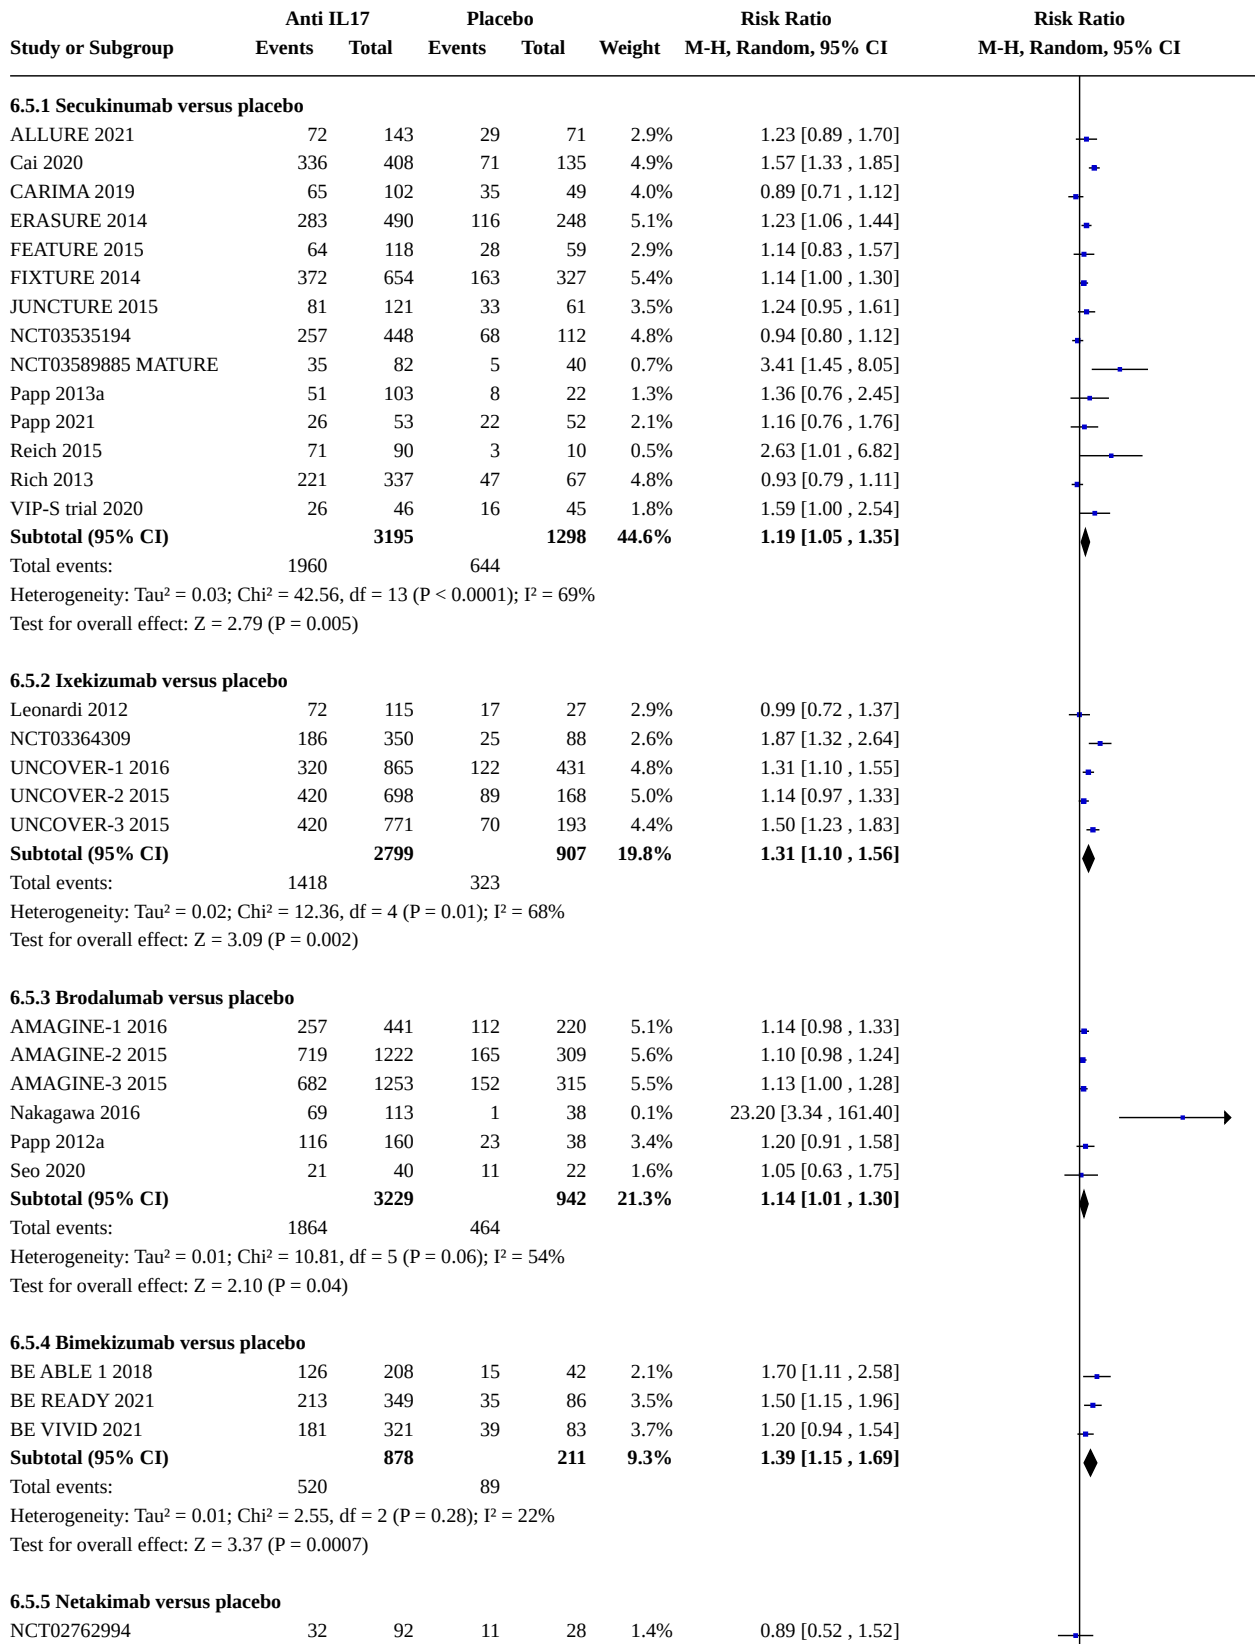 Anti IL17 Placebo Risk Ratio Risk Ratio
Study or Subgroup Events Total Events Total Weight M-H, Random, 95% CI M-H, Random, 95% CI
6.5.1 Secukinumab versus placebo
ALLURE 2021 72 143 29 71 2.9% 1.23 [0.89 , 1.70]
Cai 2020 336 408 71 135 4.9% 1.57 [1.33 , 1.85]
CARIMA 2019 65 102 35 49 4.0% 0.89 [0.71 , 1.12]
ERASURE 2014 283 490 116 248 5.1% 1.23 [1.06 , 1.44]
FEATURE 2015 64 118 28 59 2.9% 1.14 [0.83 , 1.57]
FIXTURE 2014 372 654 163 327 5.4% 1.14 [1.00 , 1.30]
JUNCTURE 2015 81 121 33 61 3.5% 1.24 [0.95 , 1.61]
NCT03535194 257 448 68 112 4.8% 0.94 [0.80 , 1.12]
NCT03589885 MATURE 35 82 5 40 0.7% 3.41 [1.45 , 8.05]
Papp 2013a 51 103 8 22 1.3% 1.36 [0.76 , 2.45]
Papp 2021 26 53 22 52 2.1% 1.16 [0.76 , 1.76]
Reich 2015 71 90 3 10 0.5% 2.63 [1.01 , 6.82]
Rich 2013 221 337 47 67 4.8% 0.93 [0.79 , 1.11]
VIP-S trial 2020 26 46 16 45 1.8% 1.59 [1.00 , 2.54]
Subtotal (95% CI) 3195 1298 44.6% 1.19 [1.05 , 1.35]
Total events: 1960 644
Heterogeneity: Tau² = 0.03; Chi² = 42.56, df = 13 (P < 0.0001); I² = 69%
Test for overall effect: Z = 2.79 (P = 0.005)
6.5.2 Ixekizumab versus placebo
Leonardi 2012 72 115 17 27 2.9% 0.99 [0.72 , 1.37]
NCT03364309 186 350 25 88 2.6% 1.87 [1.32 , 2.64]
UNCOVER-1 2016 320 865 122 431 4.8% 1.31 [1.10 , 1.55]
UNCOVER-2 2015 420 698 89 168 5.0% 1.14 [0.97 , 1.33]
UNCOVER-3 2015 420 771 70 193 4.4% 1.50 [1.23 , 1.83]
Subtotal (95% CI) 2799 907 19.8% 1.31 [1.10 , 1.56]
Total events: 1418 323
Heterogeneity: Tau² = 0.02; Chi² = 12.36, df = 4 (P = 0.01); I² = 68%
Test for overall effect: Z = 3.09 (P = 0.002)
6.5.3 Brodalumab versus placebo
AMAGINE-1 2016 257 441 112 220 5.1% 1.14 [0.98 , 1.33]
AMAGINE-2 2015 719 1222 165 309 5.6% 1.10 [0.98 , 1.24]
AMAGINE-3 2015 682 1253 152 315 5.5% 1.13 [1.00 , 1.28]
Nakagawa 2016 69 113 1 38 0.1% 23.20 [3.34 , 161.40]
Papp 2012a 116 160 23 38 3.4% 1.20 [0.91 , 1.58]
Seo 2020 21 40 11 22 1.6% 1.05 [0.63 , 1.75]
Subtotal (95% CI) 3229 942 21.3% 1.14 [1.01 , 1.30]
Total events: 1864 464
Heterogeneity: Tau² = 0.01; Chi² = 10.81, df = 5 (P = 0.06); I² = 54%
Test for overall effect: Z = 2.10 (P = 0.04)
6.5.4 Bimekizumab versus placebo
BE ABLE 1 2018 126 208 15 42 2.1% 1.70 [1.11 , 2.58]
BE READY 2021 213 349 35 86 3.5% 1.50 [1.15 , 1.96]
BE VIVID 2021 181 321 39 83 3.7% 1.20 [0.94 , 1.54]
Subtotal (95% CI) 878 211 9.3% 1.39 [1.15 , 1.69]
Total events: 520 89
Heterogeneity: Tau² = 0.01; Chi² = 2.55, df = 2 (P = 0.28); I² = 22%
Test for overall effect: Z = 3.37 (P = 0.0007)
6.5.5 Netakimab versus placebo
NCT02762994 32 92 11 28 1.4% 0.89 [0.52 , 1.52]